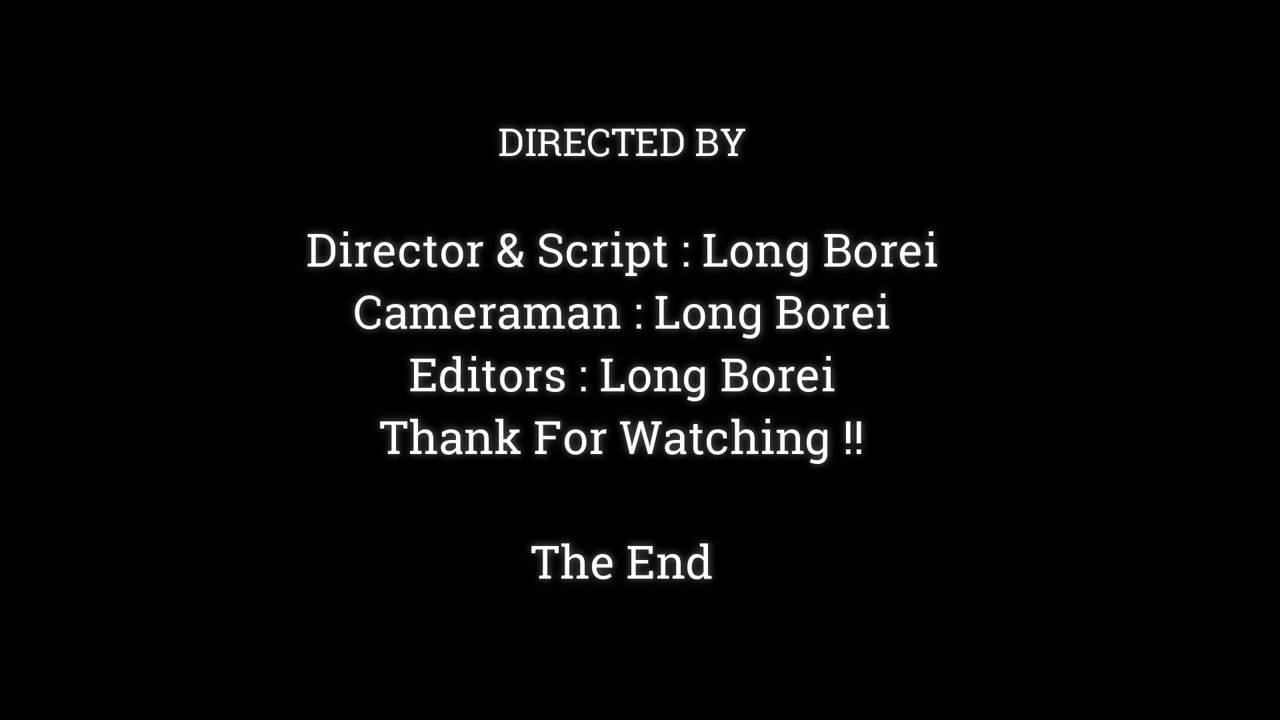 DIRECTED BY
Director & Script : Long Borei
Cameraman : Long Borei
Editors : Long Borei
Thank For Watching !!
The End